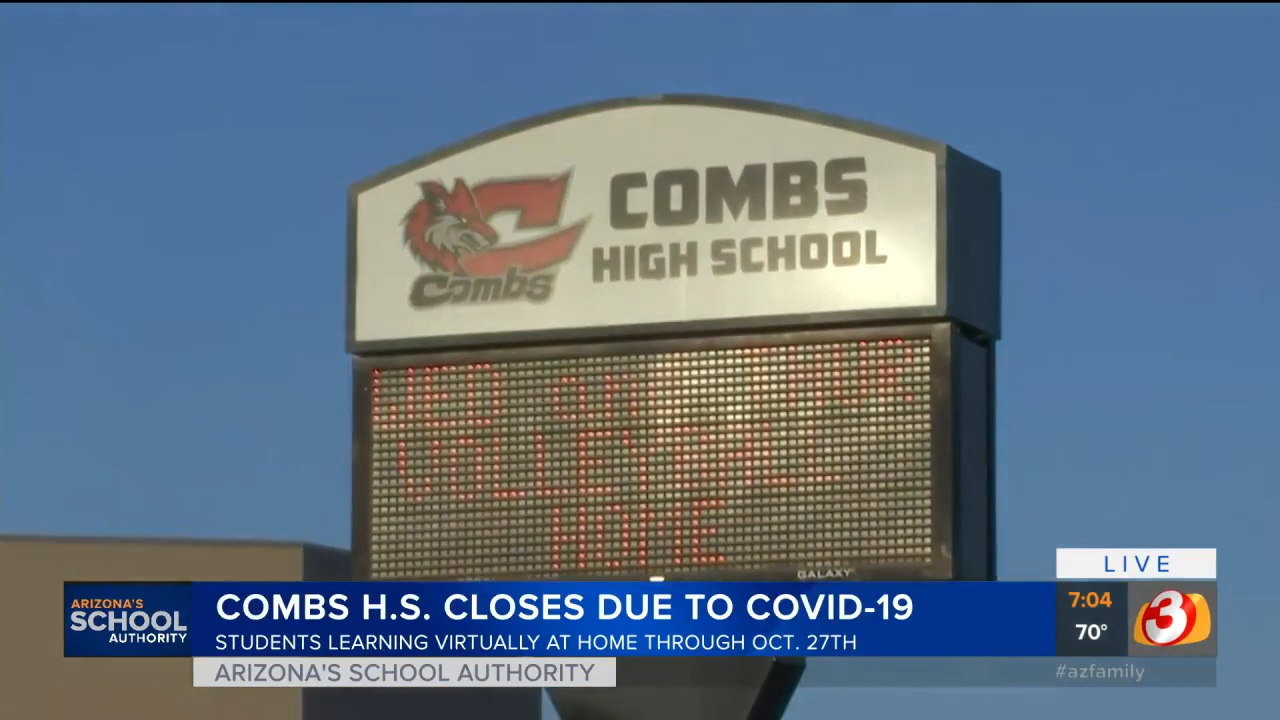 COMBS
HIGH SCHOOL
Combs
WED
VOLLEYBALL
HOME
GALAXY
LIVE
ARIZONA'S
SCHOOL
AUTHORITY
COMBS H.S. CLOSES DUE TO COVID-19
STUDENTS LEARNING VIRTUALLY AT HOME THROUGH OCT. 27TH
7:04
70°
3
ARIZONA'S SCHOOL AUTHORITY
#azfamily